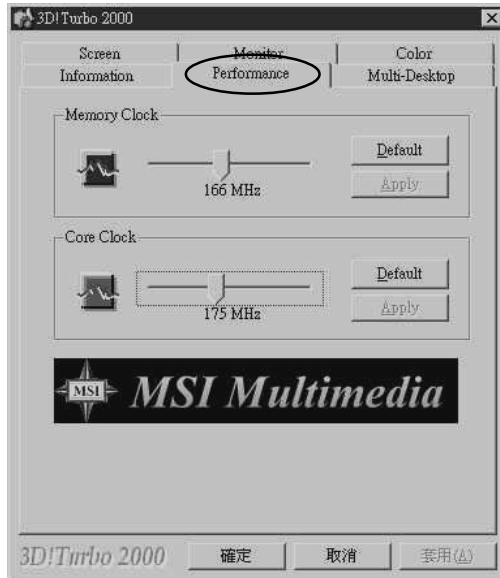 3D!Turbo 2000
Screen Monitor Color
Information Performance Multi-Desktop
Memory Clock
Default
166 MHz
Apply
Core Clock
Default
175 MHz
Apply
MSI MSI Multimedia
3D!Turbo 2000 確定 取消 套用(A)